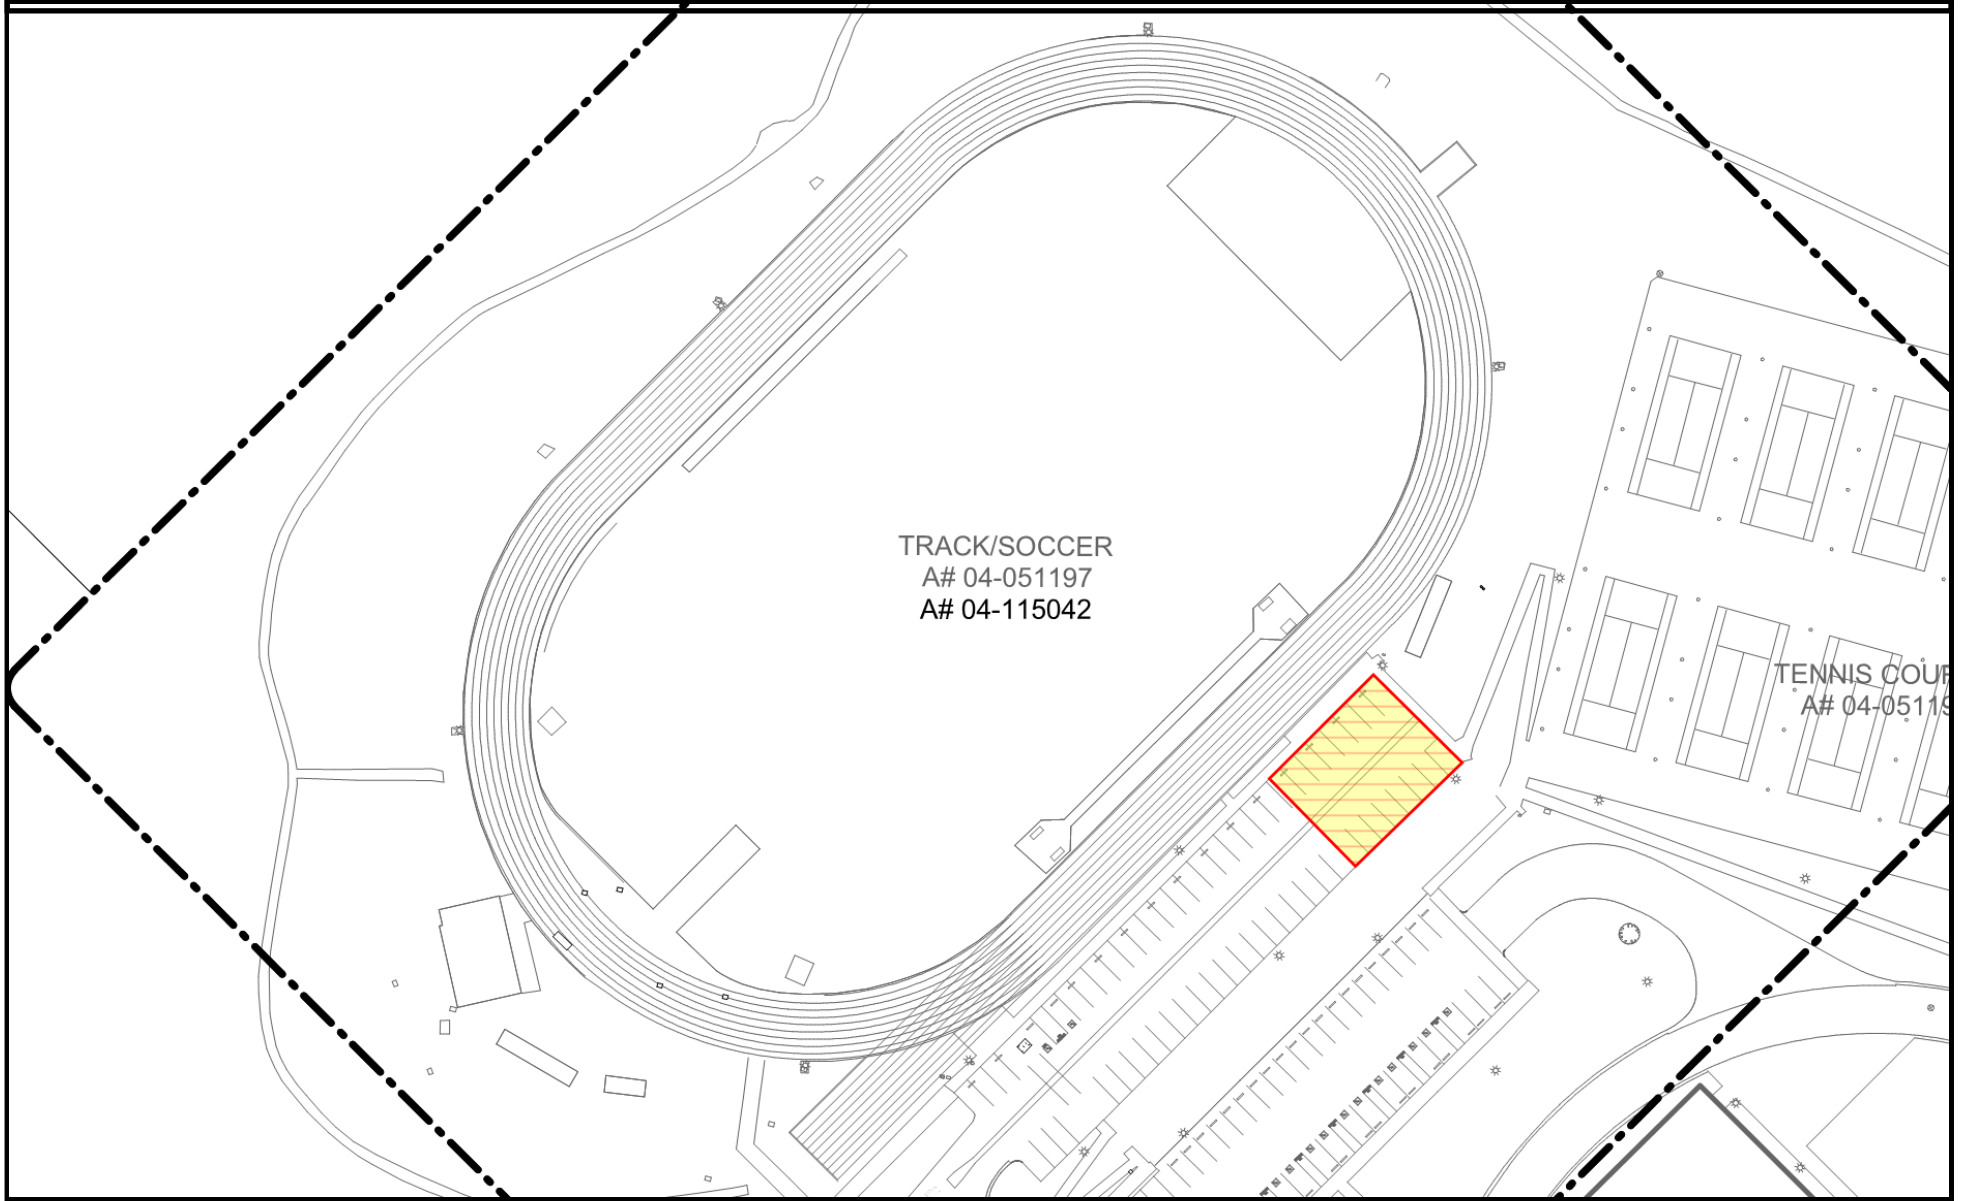 TRACK/SOCCER
A# 04-051197
A# 04-115042
TENNIS COU
A# 04-0511